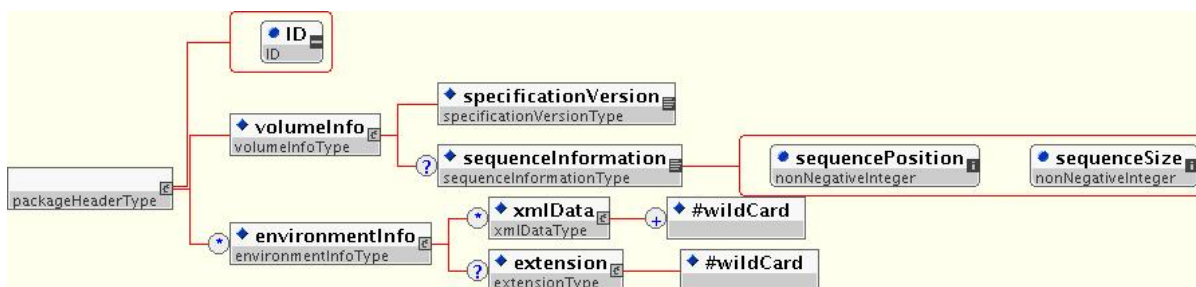 ID
ID
specificationVersion
specificationVersionType
volumeInfo
volumeInfoType
? sequenceInformation
sequenceInformationType
sequencePosition
nonNegativeInteger
sequenceSize
nonNegativeInteger
packageHeaderType
* environmentInfo
environmentInfoType
* xmlData
xmlDataType
+ #wildCard
? extension
extensionType
#wildCard